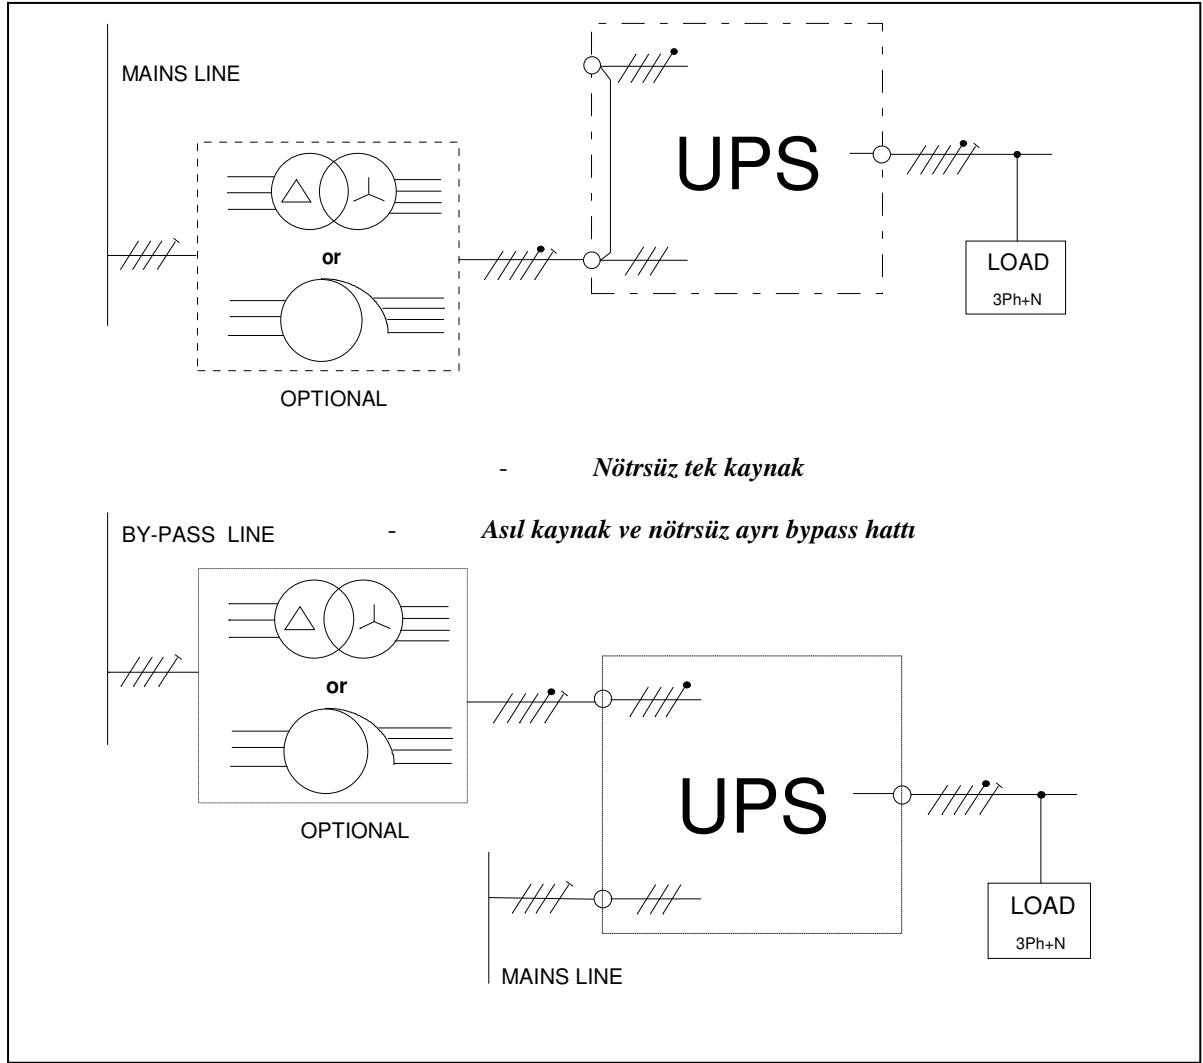 MAINS LINE
UPS
or
LOAD
3Ph+N
OPTIONAL
- Nötrsüz tek kaynak
BY-PASS LINE
- Asıl kaynak ve nötrsüz ayrı bypass hattı
or
UPS
OPTIONAL
LOAD
3Ph+N
MAINS LINE